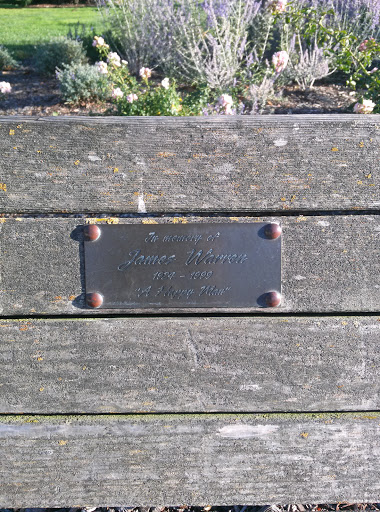 In memory of
James Warren
"A Happy Man"